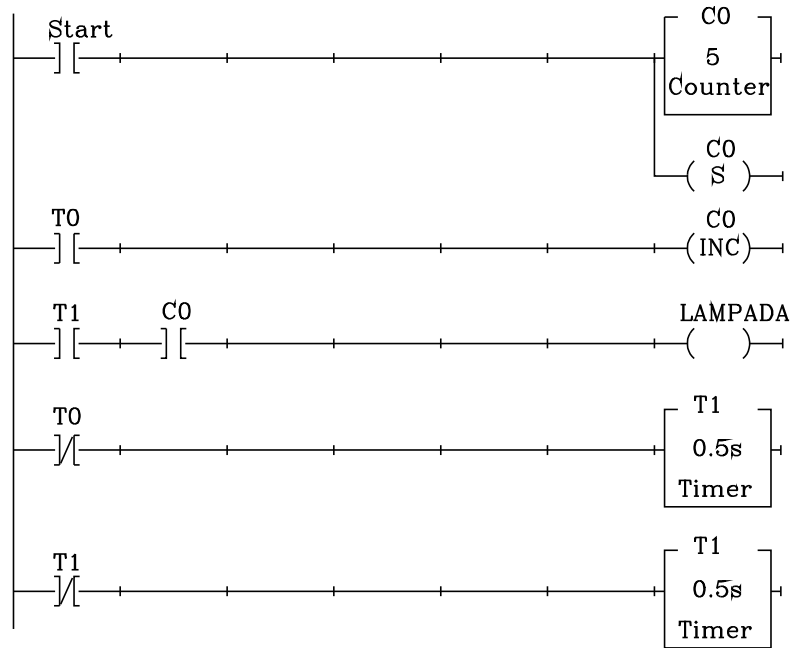 Start
C0
5
Counter
C0
S
T0
C0
INC
T1
C0
LAMPADA
T0
T1
0.5s
Timer
T1
T1
0.5s
Timer